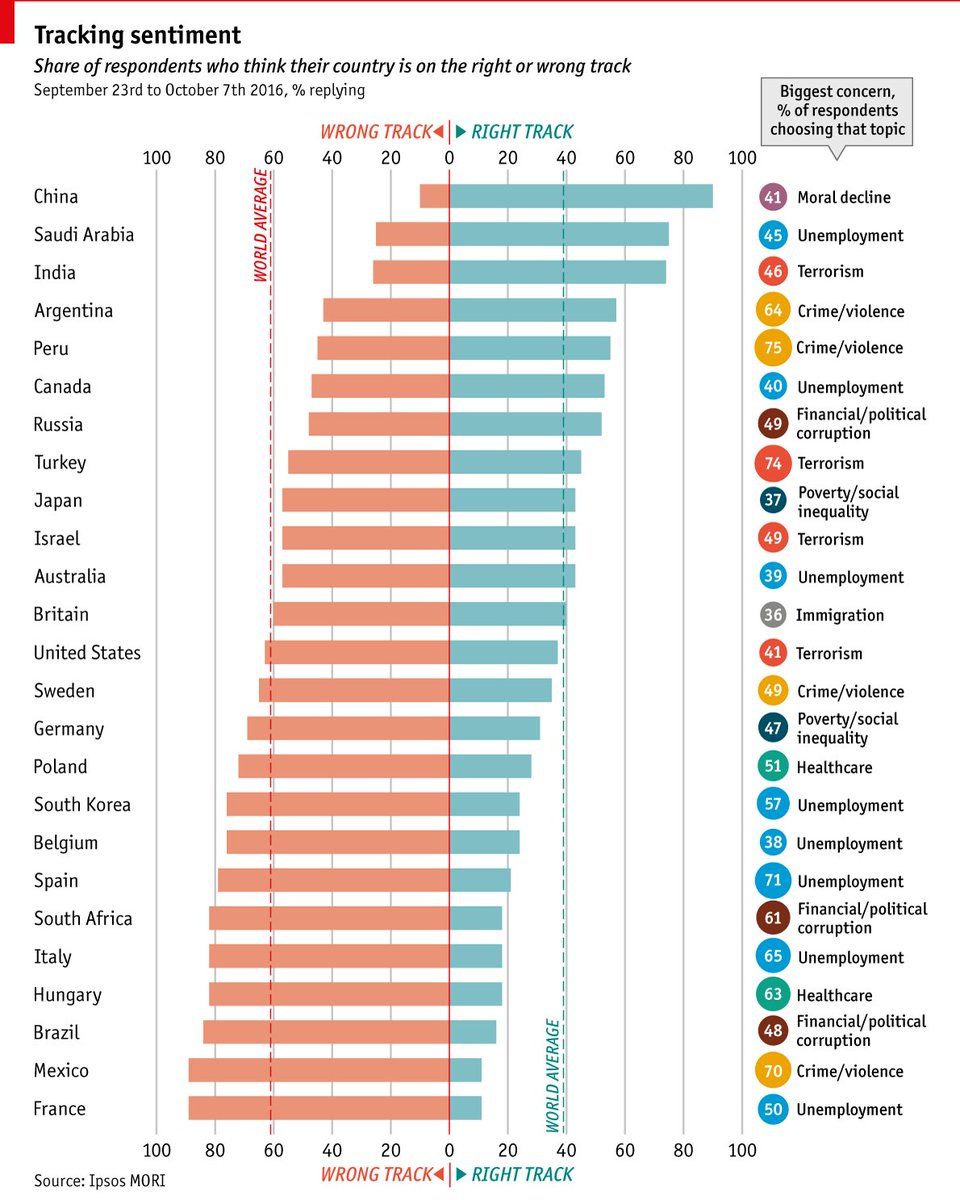 Tracking sentiment
Share of respondents who think their country is on the right or wrong track
September 23rd to October 7th 2016, % replying
Biggest concern,
% of respondents
choosing that topic
WRONG TRACK◄ ► RIGHT TRACK
100 80 60 40 20 0 20 40 60 80 100
WORLD AVERAGE
China 41 Moral decline
Saudi Arabia 45 Unemployment
India 46 Terrorism
Argentina 64 Crime/violence
Peru 75 Crime/violence
Canada 40 Unemployment
Russia 49 Financial/political
corruption
Turkey 74 Terrorism
Japan 37 Poverty/social
inequality
Israel 49 Terrorism
Australia 39 Unemployment
Britain 36 Immigration
United States 41 Terrorism
Sweden 49 Crime/violence
Germany 47 Poverty/social
inequality
Poland 51 Healthcare
South Korea 57 Unemployment
Belgium 38 Unemployment
Spain 71 Unemployment
South Africa 61 Financial/political
corruption
Italy 65 Unemployment
Hungary 63 Healthcare
Brazil 48 Financial/political
corruption
Mexico 70 Crime/violence
France 50 Unemployment
WORLD AVERAGE
100 80 60 40 20 0 20 40 60 80 100
WRONG TRACK◄ ► RIGHT TRACK
Source: Ipsos MORI